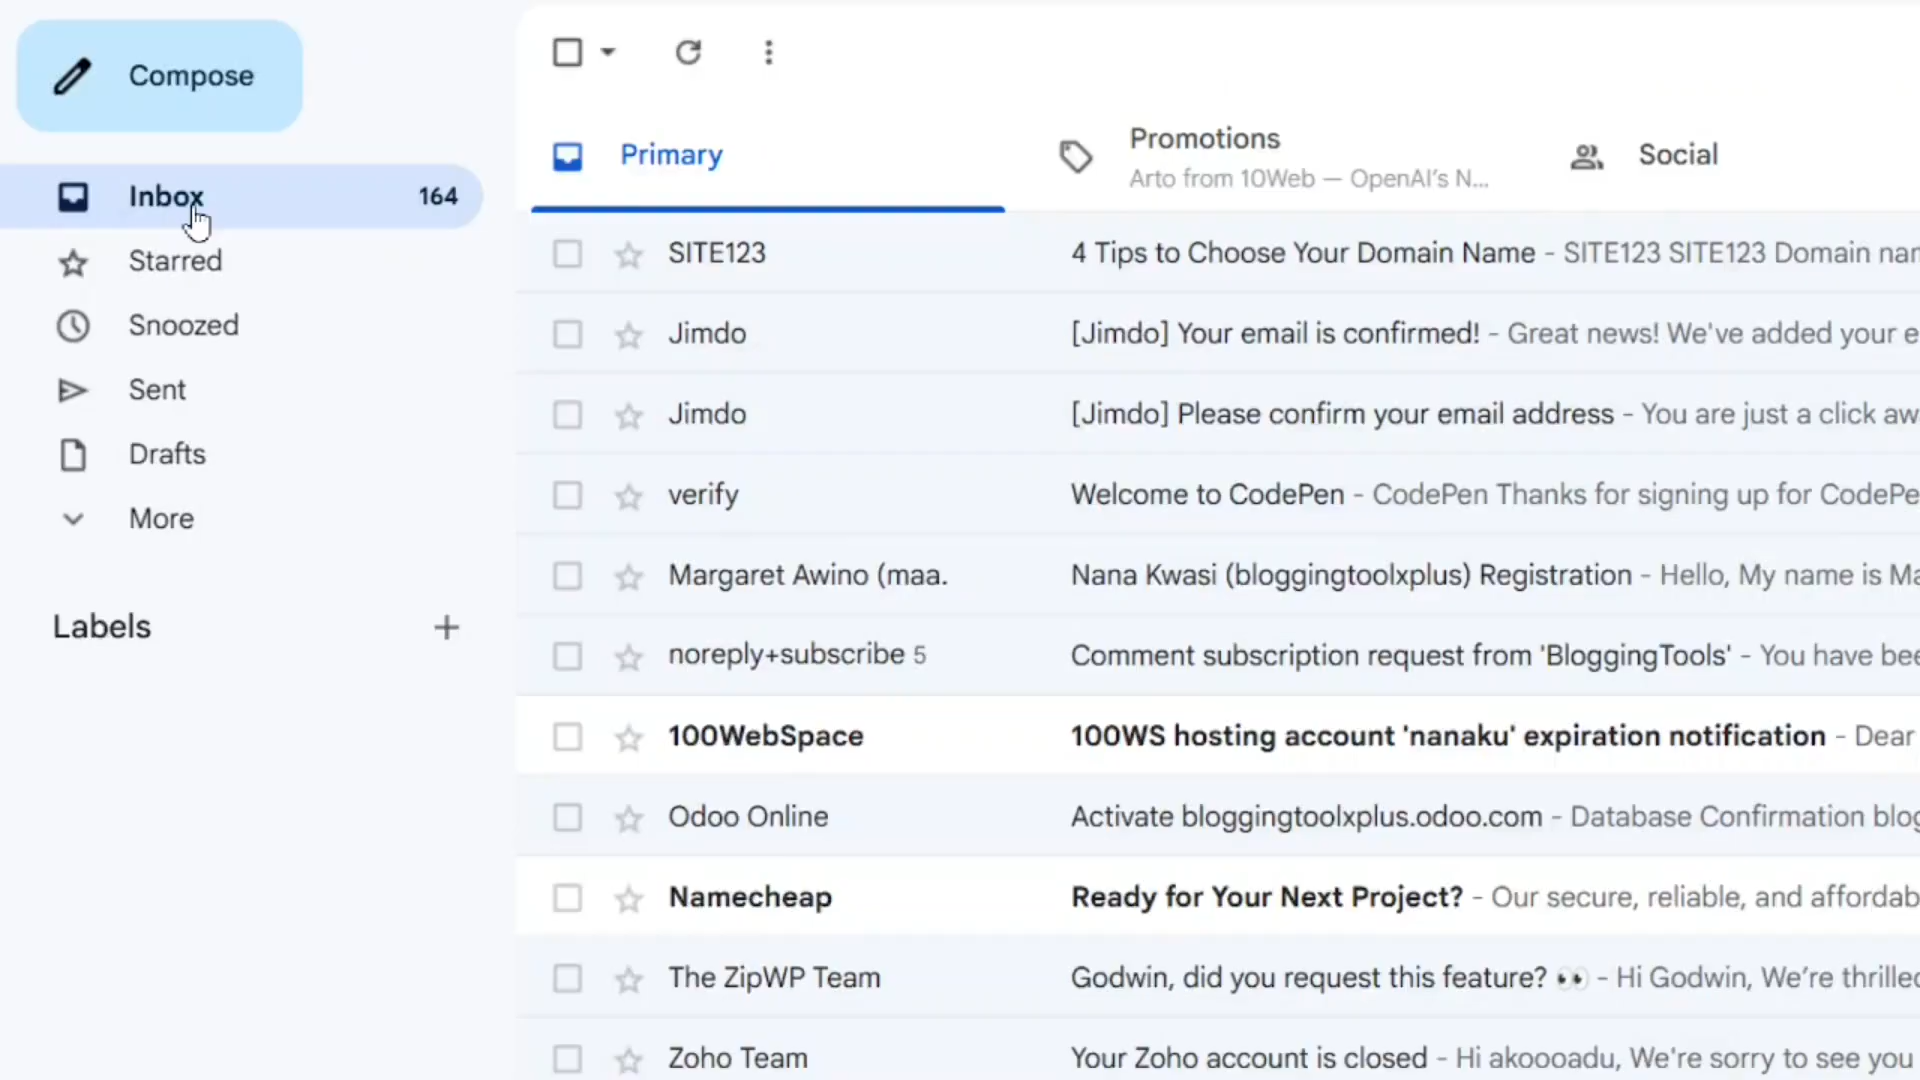 Compose
Inbox 164
Starred
Snoozed
Sent
Drafts
More
Labels
Primary
Promotions
Arto from 10Web — OpenAI's N...
Social
SITE123 4 Tips to Choose Your Domain Name - SITE123 SITE123 Domain nar
Jimdo [Jimdo] Your email is confirmed! - Great news! We've added your e
Jimdo [Jimdo] Please confirm your email address - You are just a click aw
verify Welcome to CodePen - CodePen Thanks for signing up for CodePe
Margaret Awino (maa. Nana Kwasi (bloggingtoolxplus) Registration - Hello, My name is Ma
noreply+subscribe 5 Comment subscription request from 'BloggingTools' - You have bee
100WebSpace 100WS hosting account 'nanaku' expiration notification - Dear
Odoo Online Activate bloggingtoolxplus.odoo.com - Database Confirmation blog
Namecheap Ready for Your Next Project? - Our secure, reliable, and affordab
The ZipWP Team Godwin, did you request this feature? 👀 - Hi Godwin, We're thrilled
Zoho Team Your Zoho account is closed - Hi akoooadu, We're sorry to see you